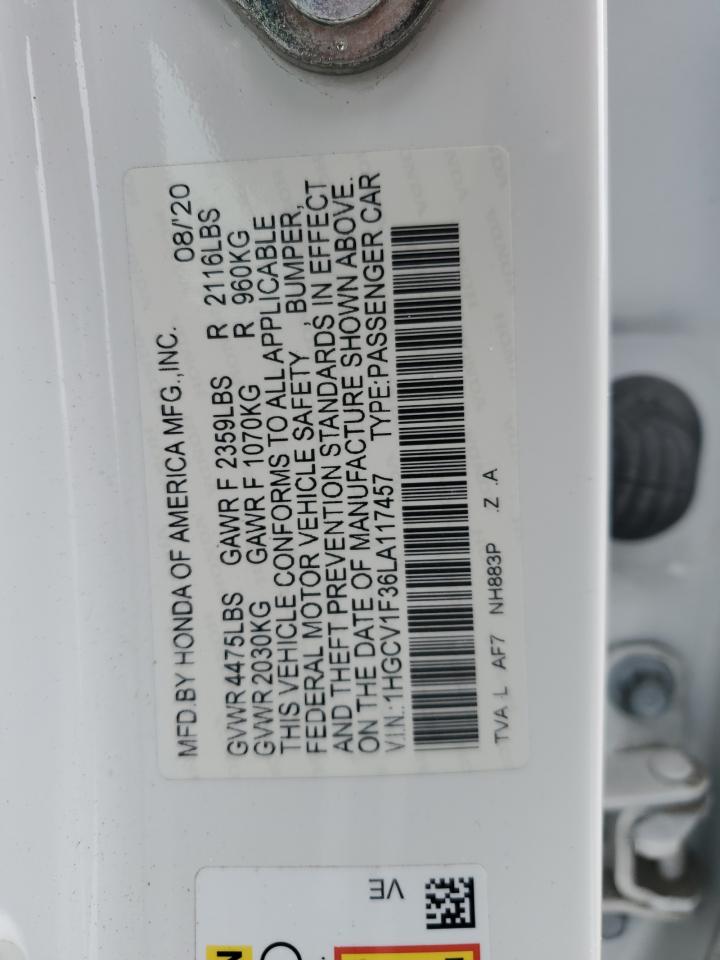 MFD.BY HONDA OF AMERICA MFG.,INC. 08/'20
GVWR 4475LBS GAWR F 2359LBS R 2116LBS
GVWR 2030KG GAWR F 1070KG R 960KG
THIS VEHICLE CONFORMS TO ALL APPLICABLE
FEDERAL MOTOR VEHICLE SAFETY , BUMPER,
AND THEFT PREVENTION STANDARDS IN EFFECT
ON THE DATE OF MANUFACTURE SHOWN ABOVE.
V.I.N.:1HGCV1F36LA117457 TYPE:PASSENGER CAR
TVA L AF7 NH883P .Z .A
VE